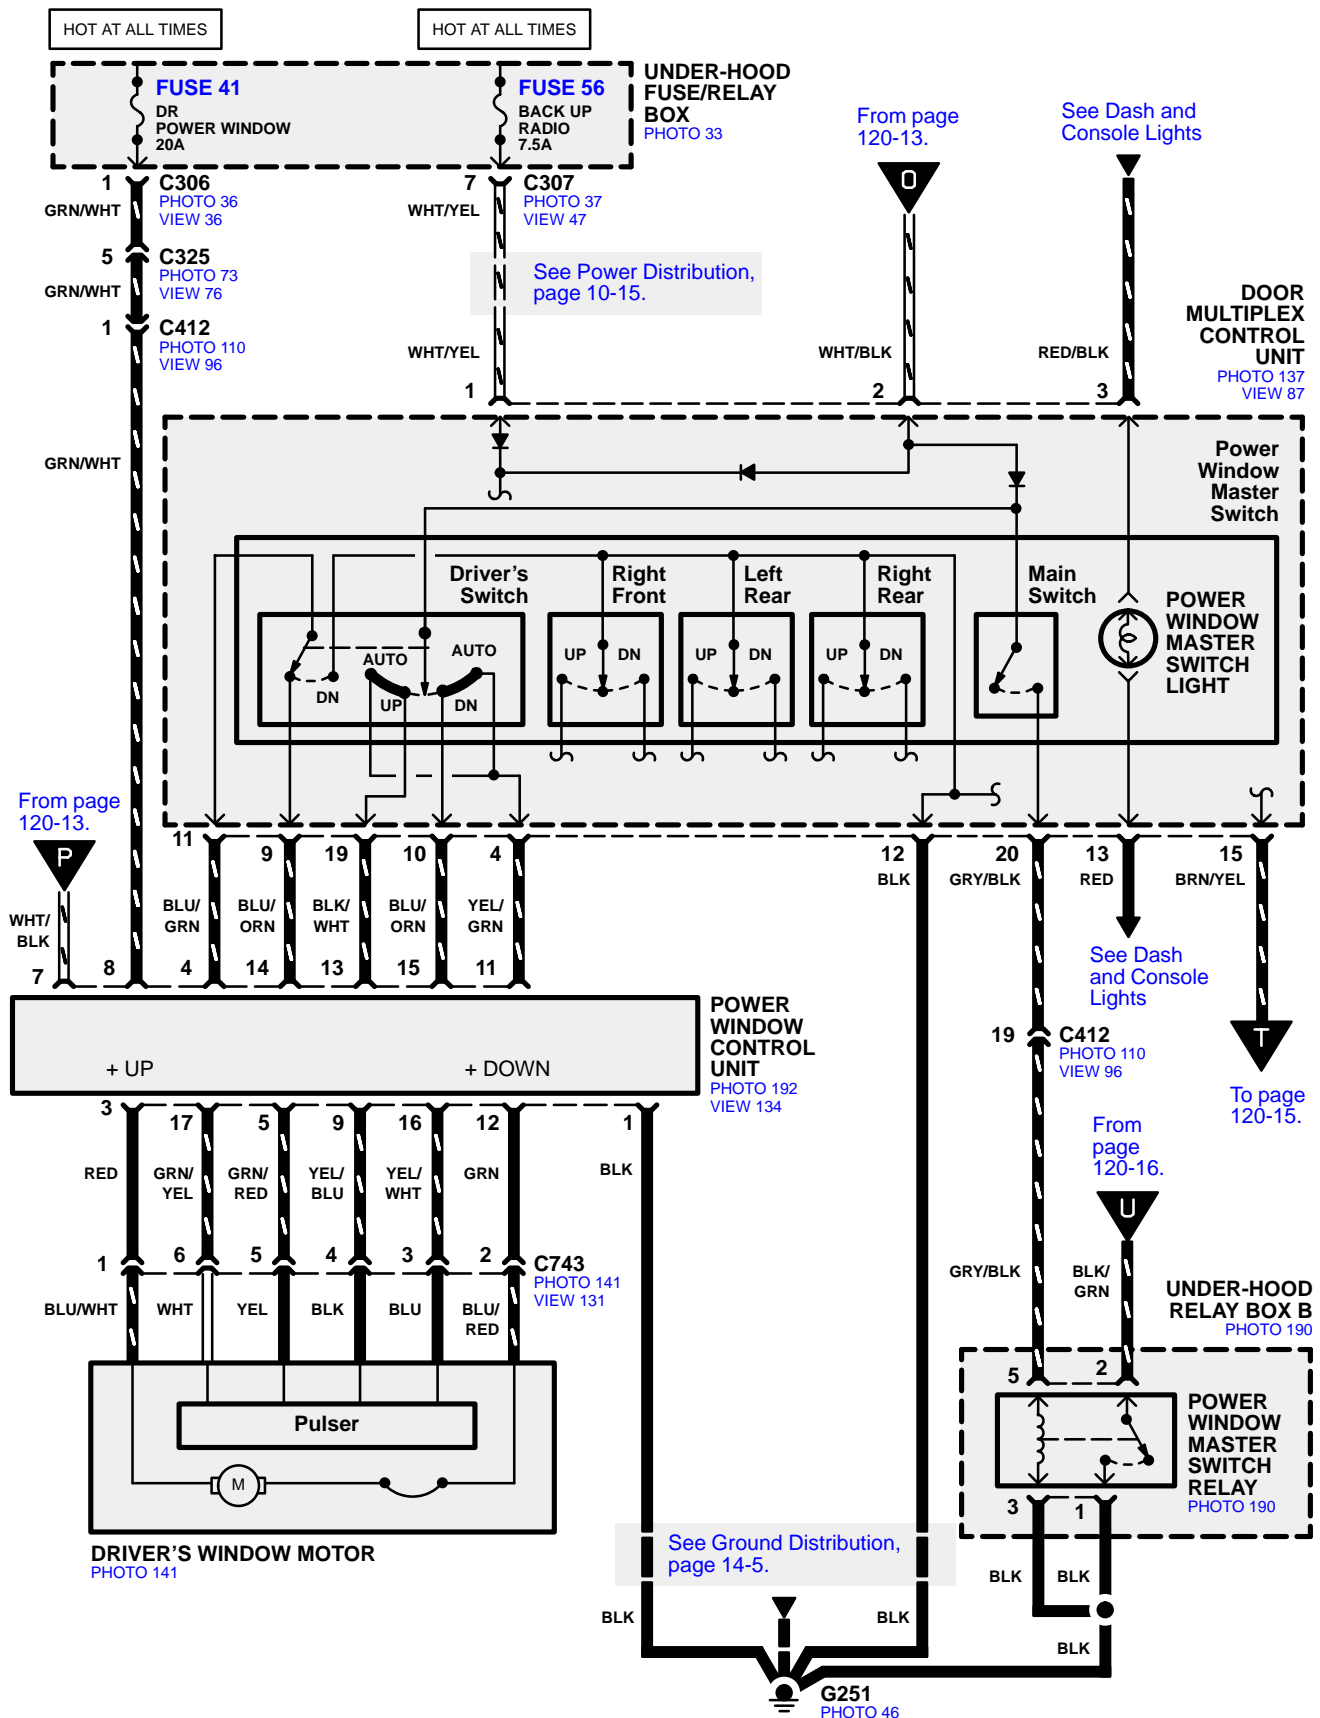 HOT AT ALL TIMES
HOT AT ALL TIMES
FUSE 41
DR
POWER WINDOW
20A
FUSE 56
BACK UP
RADIO
7.5A
UNDER-HOOD
FUSE/RELAY
BOX
PHOTO 33
From page
120-13.
O
See Dash and
Console Lights
1
C306
PHOTO 36
VIEW 36
GRN/WHT
7
C307
PHOTO 37
VIEW 47
WHT/YEL
5
C325
PHOTO 73
VIEW 76
GRN/WHT
See Power Distribution,
page 10-15.
1
C412
PHOTO 110
VIEW 96
WHT/YEL
1
WHT/BLK
2
RED/BLK
3
DOOR
MULTIPLEX
CONTROL
UNIT
PHOTO 137
VIEW 87
GRN/WHT
Power
Window
Master
Switch
Driver's
Switch
Right
Front
Left
Rear
Right
Rear
Main
Switch
POWER
WINDOW
MASTER
SWITCH
LIGHT
DN
AUTO
UP
AUTO
DN
UP
DN
UP
DN
UP
DN
From page
120-13.
P
WHT/
BLK
7
8
11
BLU/
GRN
4
9
BLU/
ORN
14
19
BLK/
WHT
13
10
BLU/
ORN
15
4
YEL/
GRN
11
12
BLK
20
GRY/BLK
13
RED
15
BRN/YEL
See Dash
and Console
Lights
T
To page
120-15.
+ UP
+ DOWN
POWER
WINDOW
CONTROL
UNIT
PHOTO 192
VIEW 134
19
C412
PHOTO 110
VIEW 96
3
RED
17
GRN/
YEL
5
GRN/
RED
9
YEL/
BLU
16
YEL/
WHT
12
GRN
1
BLK
From
page
120-16.
U
1
6
5
4
3
2
C743
PHOTO 141
VIEW 131
BLU/WHT
WHT
YEL
BLK
BLU
BLU/
RED
GRY/BLK
BLK/
GRN
UNDER-HOOD
RELAY BOX B
PHOTO 190
5
2
POWER
WINDOW
MASTER
SWITCH
RELAY
PHOTO 190
3
1
Pulser
M
DRIVER'S WINDOW MOTOR
PHOTO 141
See Ground Distribution,
page 14-5.
BLK
BLK
BLK
BLK
BLK
G251
PHOTO 46